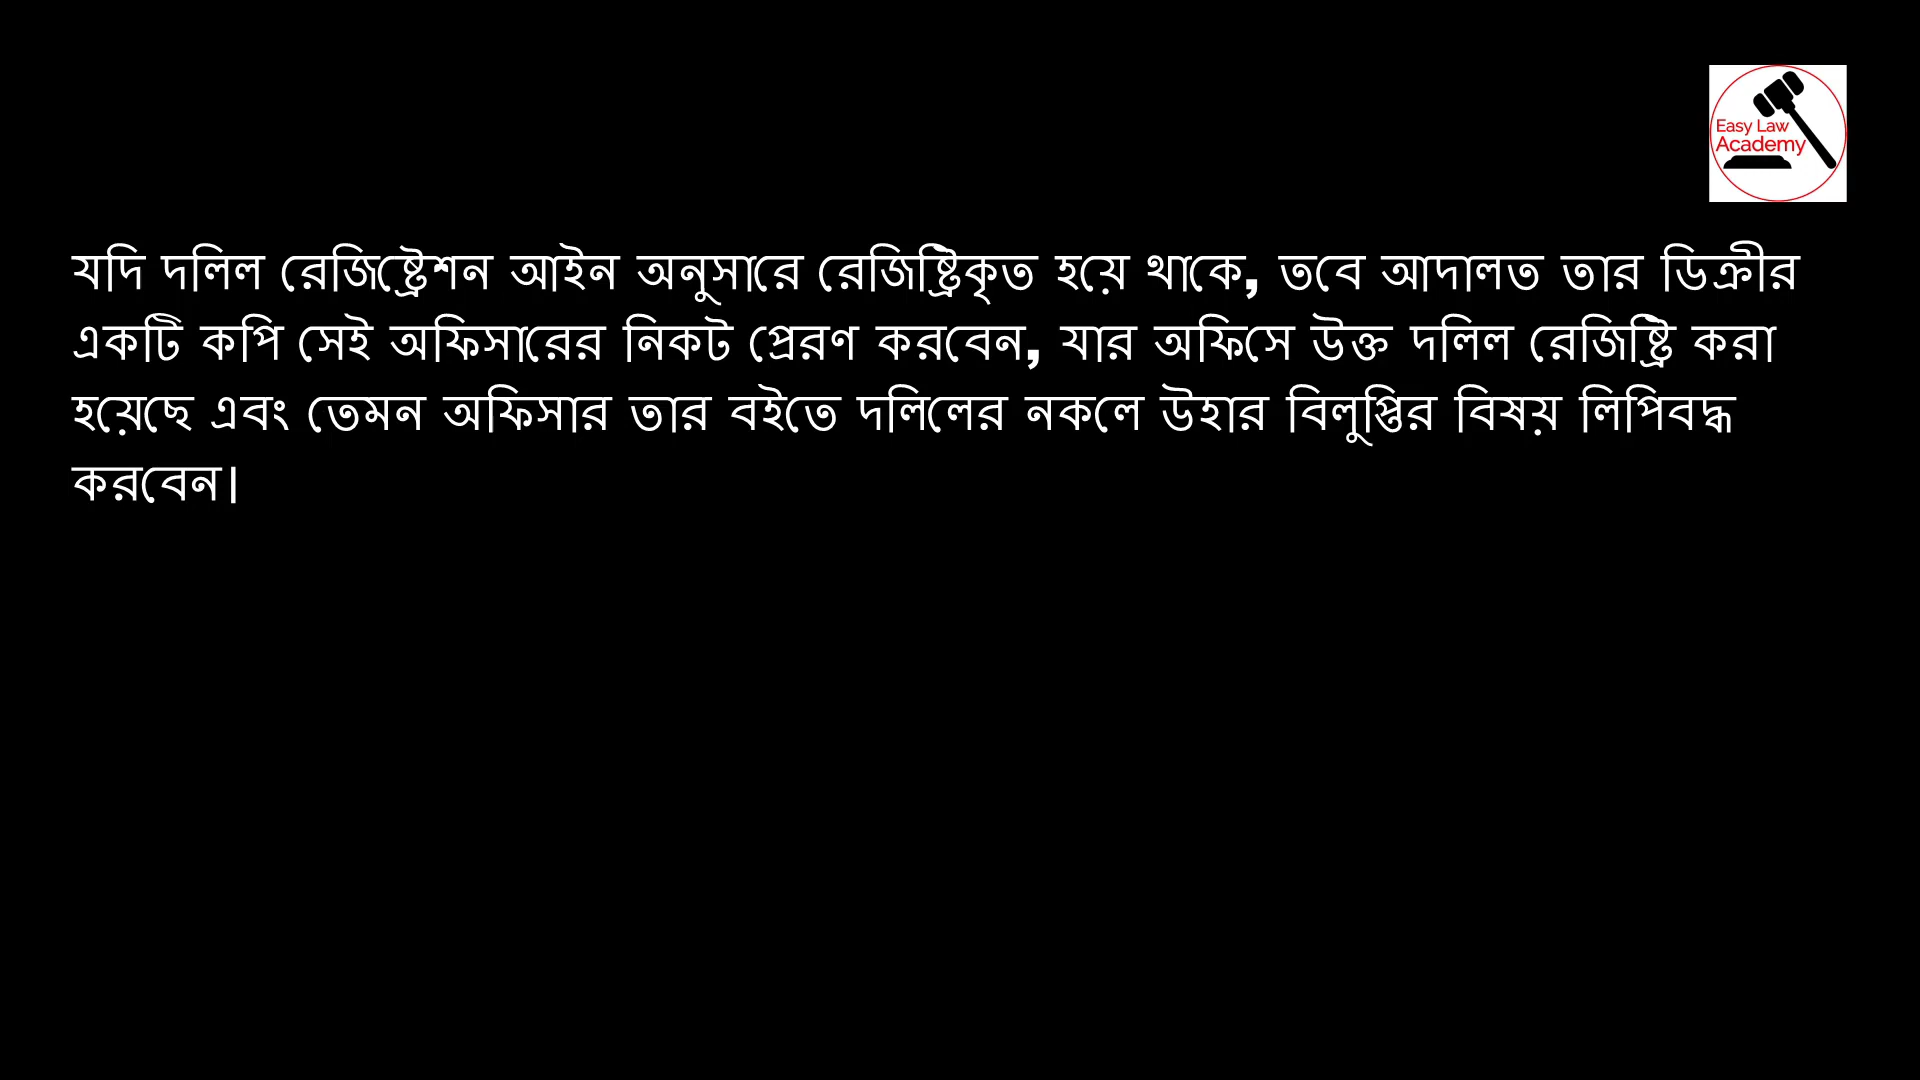 Easy Law
Academy
যদি দলিল রেজিষ্ট্রেশন আইন অনুসারে রেজিষ্ট্রিকৃত হয়ে থাকে, তবে আদালত তার ডিক্রীর
একটি কপি সেই অফিসারের নিকট প্রেরণ করবেন, যার অফিসে উক্ত দলিল রেজিষ্ট্রি করা
হয়েছে এবং তেমন অফিসার তার বইতে দলিলের নকলে উহার বিলুপ্তির বিষয় লিপিবদ্ধ
করবেন।